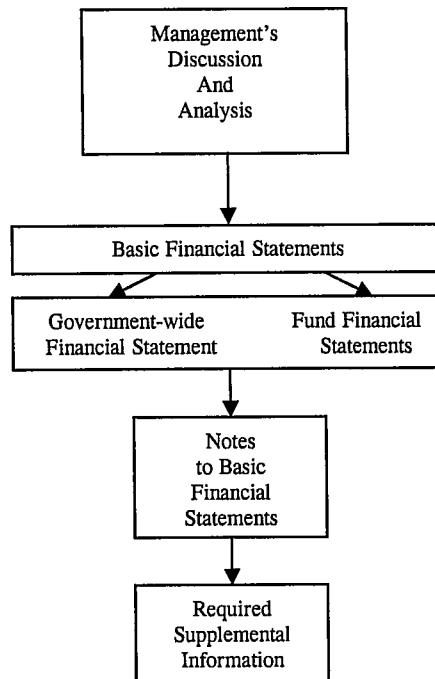 Management's
Discussion
And
Analysis
Basic Financial Statements
Government-wide
Financial Statement
Fund Financial
Statements
Notes
to Basic
Financial
Statements
Required
Supplemental
Information